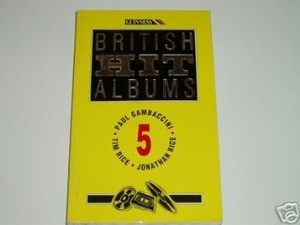 GUINNESS
BRITISH
HIT
ALBUMS
PAUL GAMBACCINI • JONATHAN RICE • TIM RICE •
5